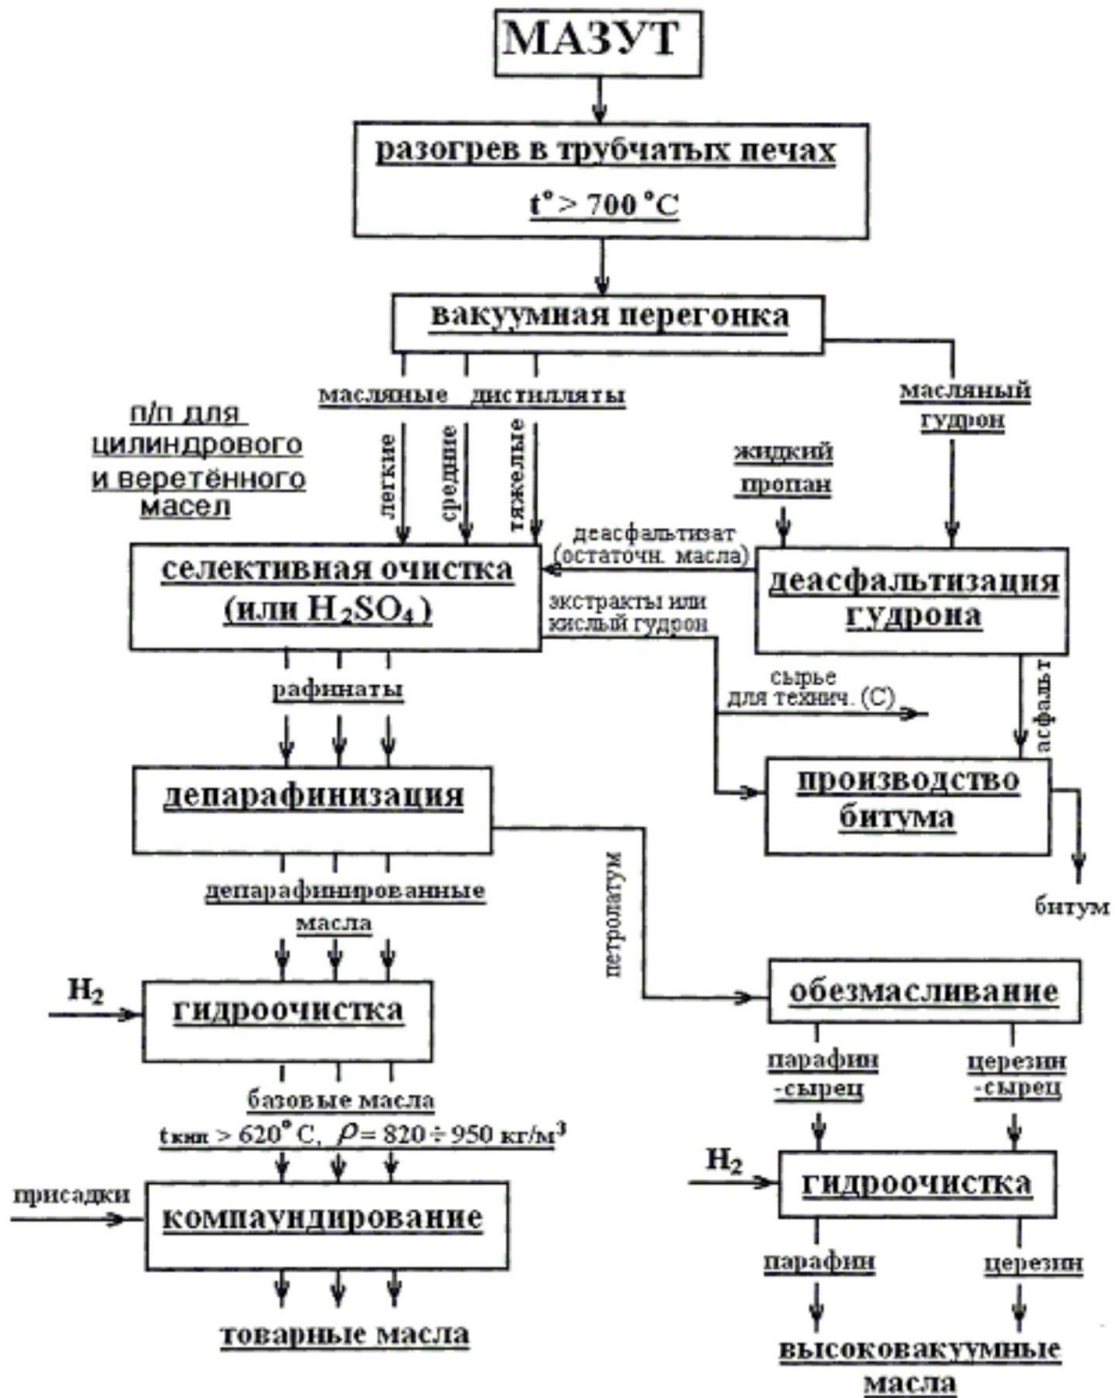 МАЗУТ
разогрев в трубчатых печах
t° > 700 °С
вакуумная перегонка
масляные дистилляты
масляный
гудрон
п/п для
цилиндрового
и веретённого
масел
легкие
средние
тяжелые
жидкий
пропан
деасфальтизат
(остаточн. масла)
селективная очистка
(или H₂SO₄)
деасфальтизация
гудрона
экстракты или
кислый гудрон
рафинаты
сырье
для технич. (С)
асфальт
депарафинизация
производство
битума
битум
петролатум
депарафинированные
масла
H₂
гидроочистка
обезмасливание
парафин
-сырец
церезин
-сырец
базовые масла
tкип > 620° С, ρ = 820 ÷ 950 кг/м³
H₂
гидроочистка
присадки
компаундирование
парафин
церезин
товарные масла
высоковакуумные
масла